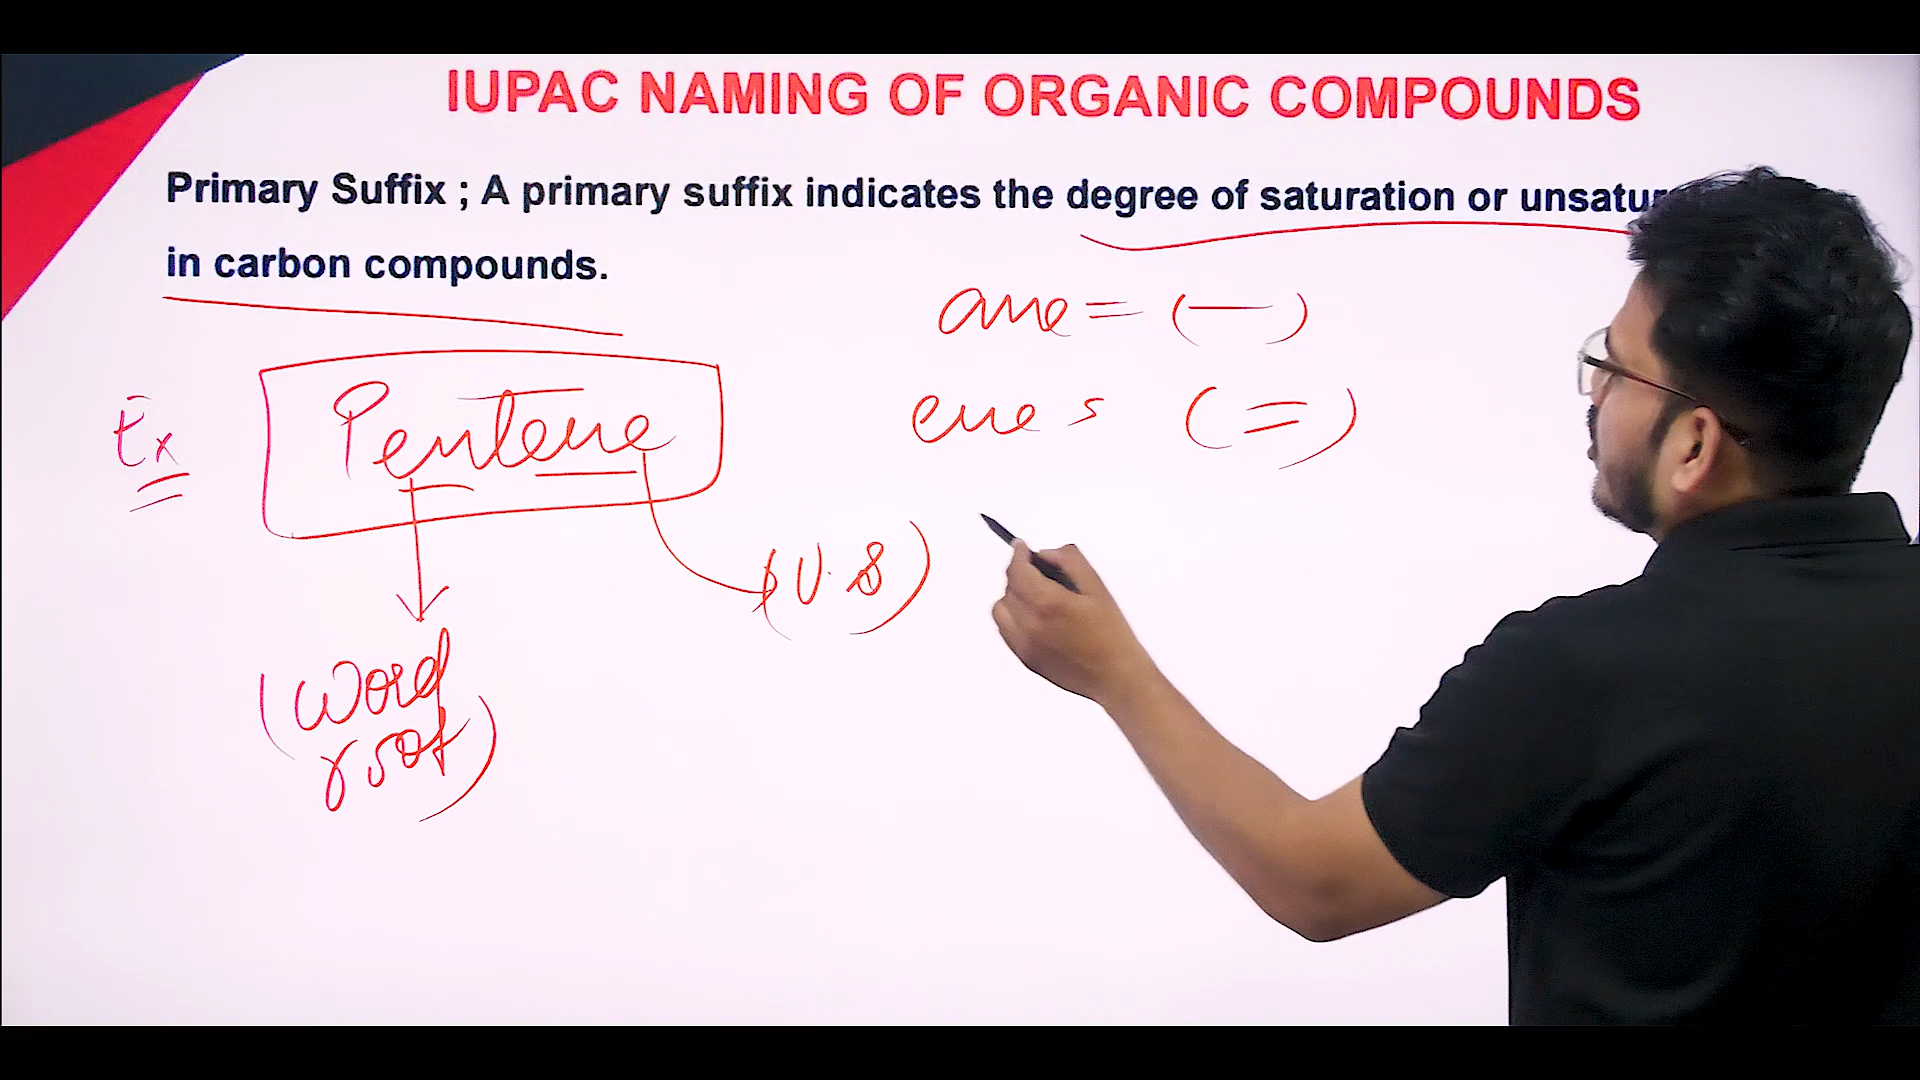 IUPAC NAMING OF ORGANIC COMPOUNDS
Primary Suffix ; A primary suffix indicates the degree of saturation or unsatu
in carbon compounds.
ane = (—)
ene = (=)
Ex
Pentene
(U.S)
(word
root)